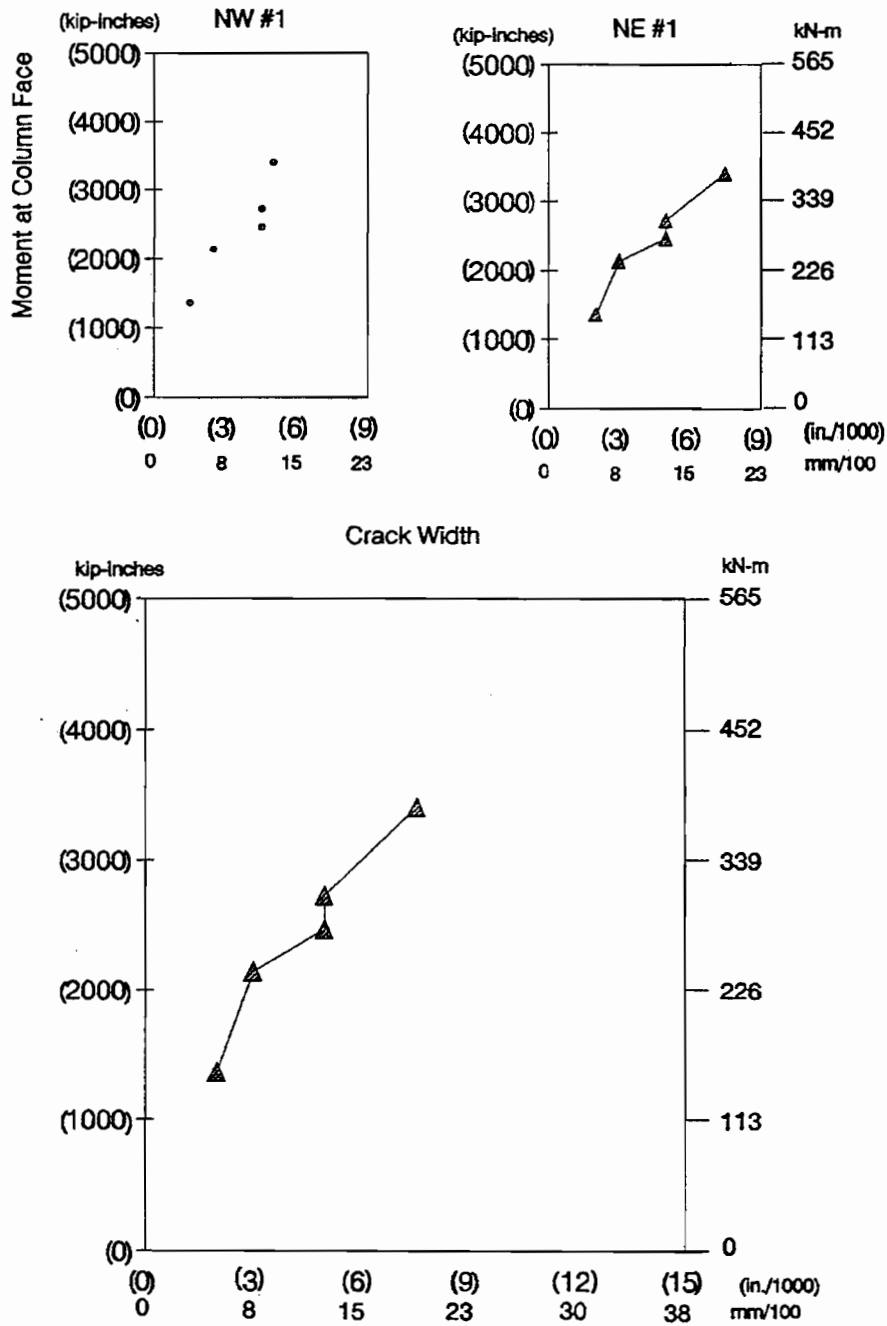 (kip-inches) NW #1
Moment at Column Face
(5000)
(4000)
(3000)
(2000)
(1000)
(0)
(0) (3) (6) (9)
0 8 15 23
(kip-inches) NE #1 kN-m
(5000) 565
(4000) 452
(3000) 339
(2000) 226
(1000) 113
(0) 0
(0) (3) (6) (9) (in./1000)
0 8 15 23 mm/100
Crack Width
kip-inches kN-m
(5000) 565
(4000) 452
(3000) 339
(2000) 226
(1000) 113
(0) 0
(0) (3) (6) (9) (12) (15) (in./1000)
0 8 15 23 30 38 mm/100